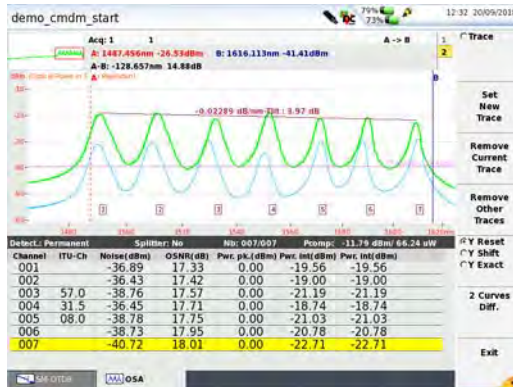 demo_cmdm_start
79%
73%
12:32 20/09/201
Acq: 1 1 A -> B
A: 1487.456nm -26.53dBm B: 1616.113nm -41.41dBm
A-B: -128.657nm 14.88dB
1
2
Trace
B
-0.02289 dB/nm Tilt : 3.97 dB
1 2 3 4 5 6 7
Set
New
Trace
Remove
Current
Trace
Remove
Other
Traces
Y Reset
Y Shift
Y Exact
2 Curves
Diff.
Exit
Detect.: Permanent Splitter: No Nb: 007/007 Pcomp: -11.79 dBm/ 66.24 uW
Channel ITU-Ch Noise(dBm) OSNR(dB) Pwr. pk.(dBm) Pwr. int(dBm) Pwr. int(dBm)
001 -36.89 17.33 0.00 -19.56 -19.56
002 -36.43 17.42 0.00 -19.00 -19.00
003 57.0 -38.76 17.57 0.00 -21.19 -21.19
004 31.5 -36.45 17.71 0.00 -18.74 -18.74
005 08.0 -38.78 17.75 0.00 -21.03 -21.03
006 -38.73 17.95 0.00 -20.78 -20.78
007 -40.72 18.01 0.00 -22.71 -22.71
SM-OTDR OSA